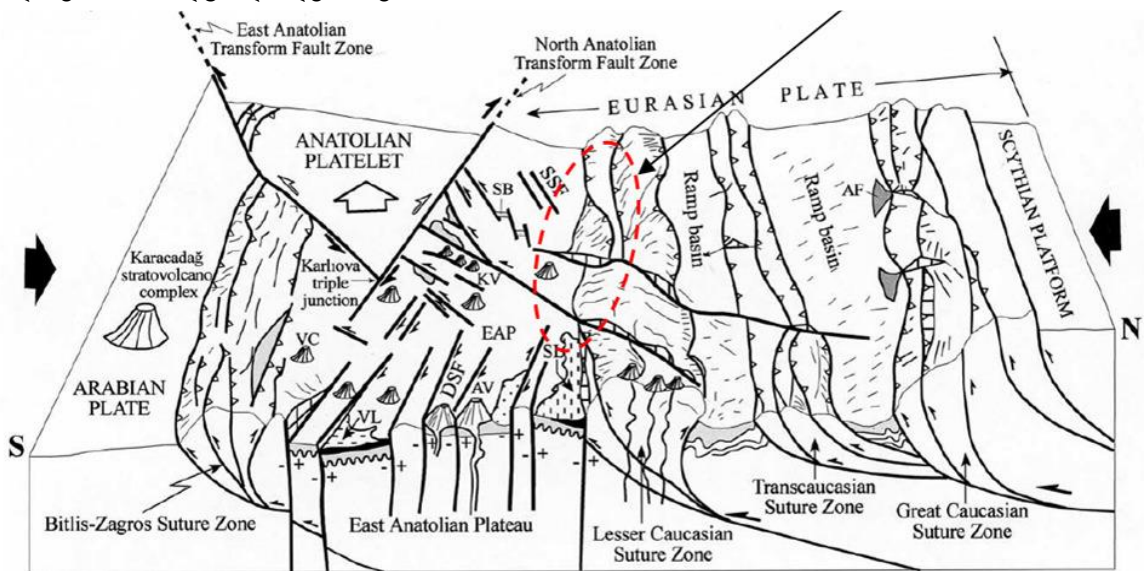 East Anatolian
Transform Fault Zone
North Anatolian
Transform Fault Zone
EURASIAN PLATE
ANATOLIAN
PLATELET
SCYTHIAN PLATFORM
SSF
SB
AF
Ramp basin
Ramp basin
Karacadağ
stratovolcano
complex
Karlıova
triple
junction
KV
EAP
VC
DSF
AV
SL
VL
ARABIAN
PLATE
N
S
- +
- +
- +
+ -
+ -
- +
- +
Bitlis-Zagros Suture Zone
East Anatolian Plateau
Lesser Caucasian
Suture Zone
Transcaucasian
Suture Zone
Great Caucasian
Suture Zone